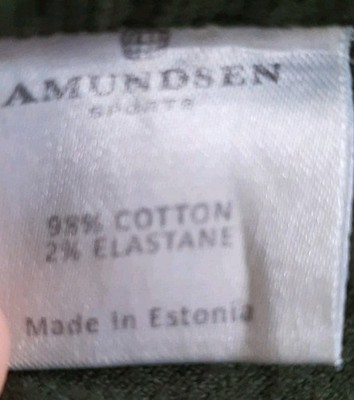 AMUNDSEN
SPORTS
98% COTTON
2% ELASTANE
Made in Estonia